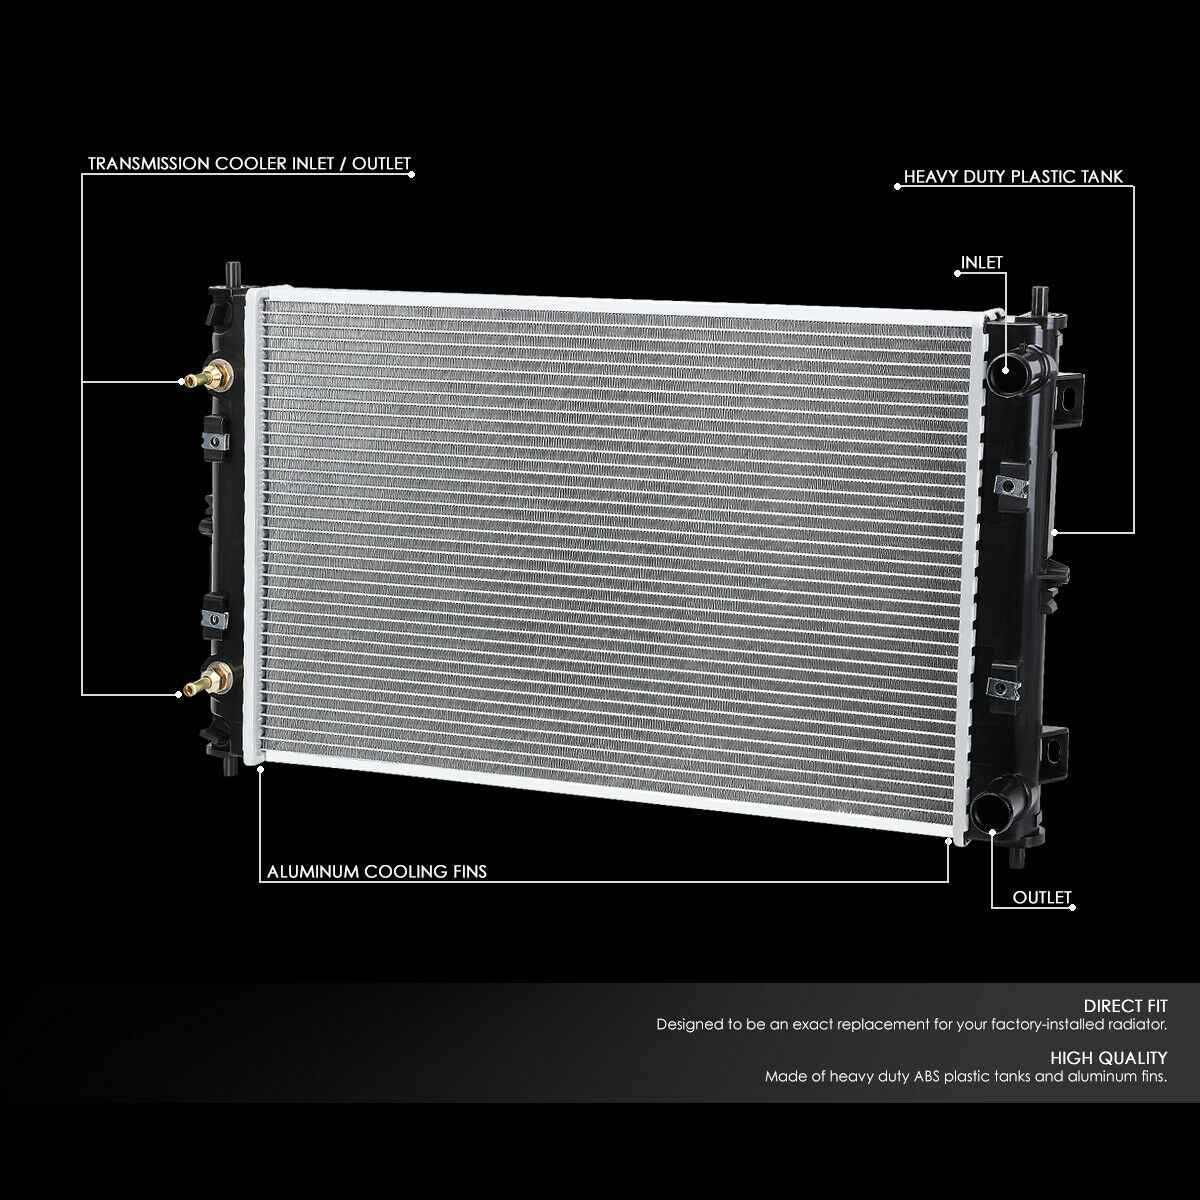 TRANSMISSION COOLER INLET / OUTLET
HEAVY DUTY PLASTIC TANK
INLET
ALUMINUM COOLING FINS
OUTLET
DIRECT FIT
Designed to be an exact replacement for your factory-installed radiator.
HIGH QUALITY
Made of heavy duty ABS plastic tanks and aluminum fins.